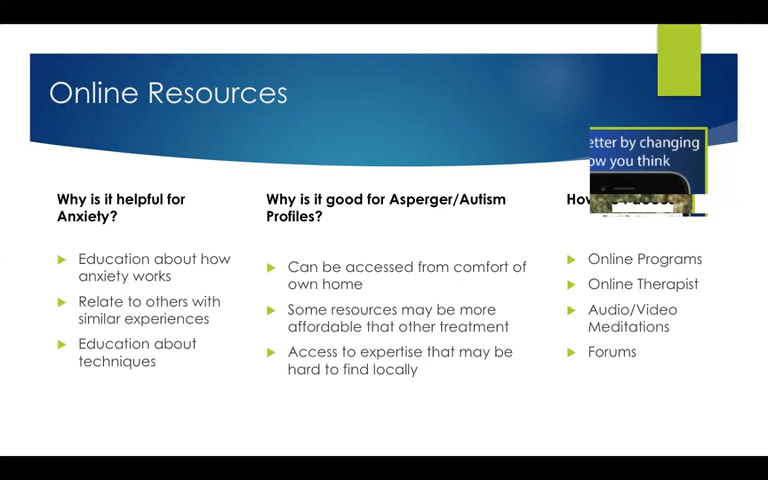 Online Resources
etter by changing
ow you think
Why is it helpful for
Anxiety?
Education about how
anxiety works
Relate to others with
similar experiences
Education about
techniques
Why is it good for Asperger/Autism
Profiles?
Can be accessed from comfort of
own home
Some resources may be more
affordable that other treatment
Access to expertise that may be
hard to find locally
How
Online Programs
Online Therapist
Audio/Video
Meditations
Forums